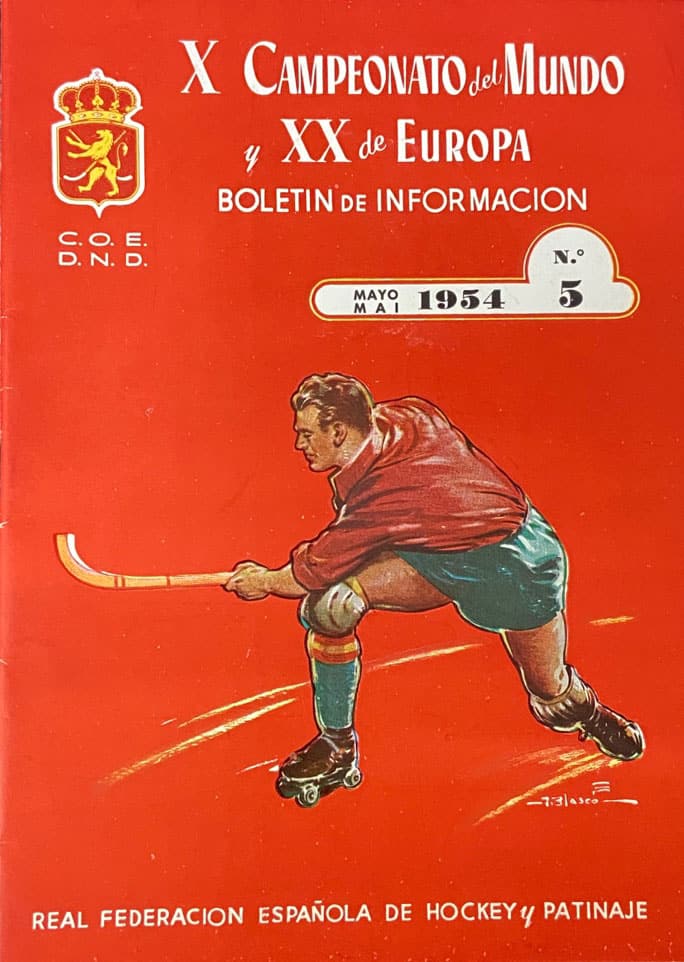 X CAMPEONATO del MUNDO
y XX de EUROPA
BOLETIN DE INFORMACION
C. O. E.
D. N. D.
N.º
5
MAYO
MAI
1954
J. Blasco
REAL FEDERACION ESPAÑOLA DE HOCKEY y PATINAJE